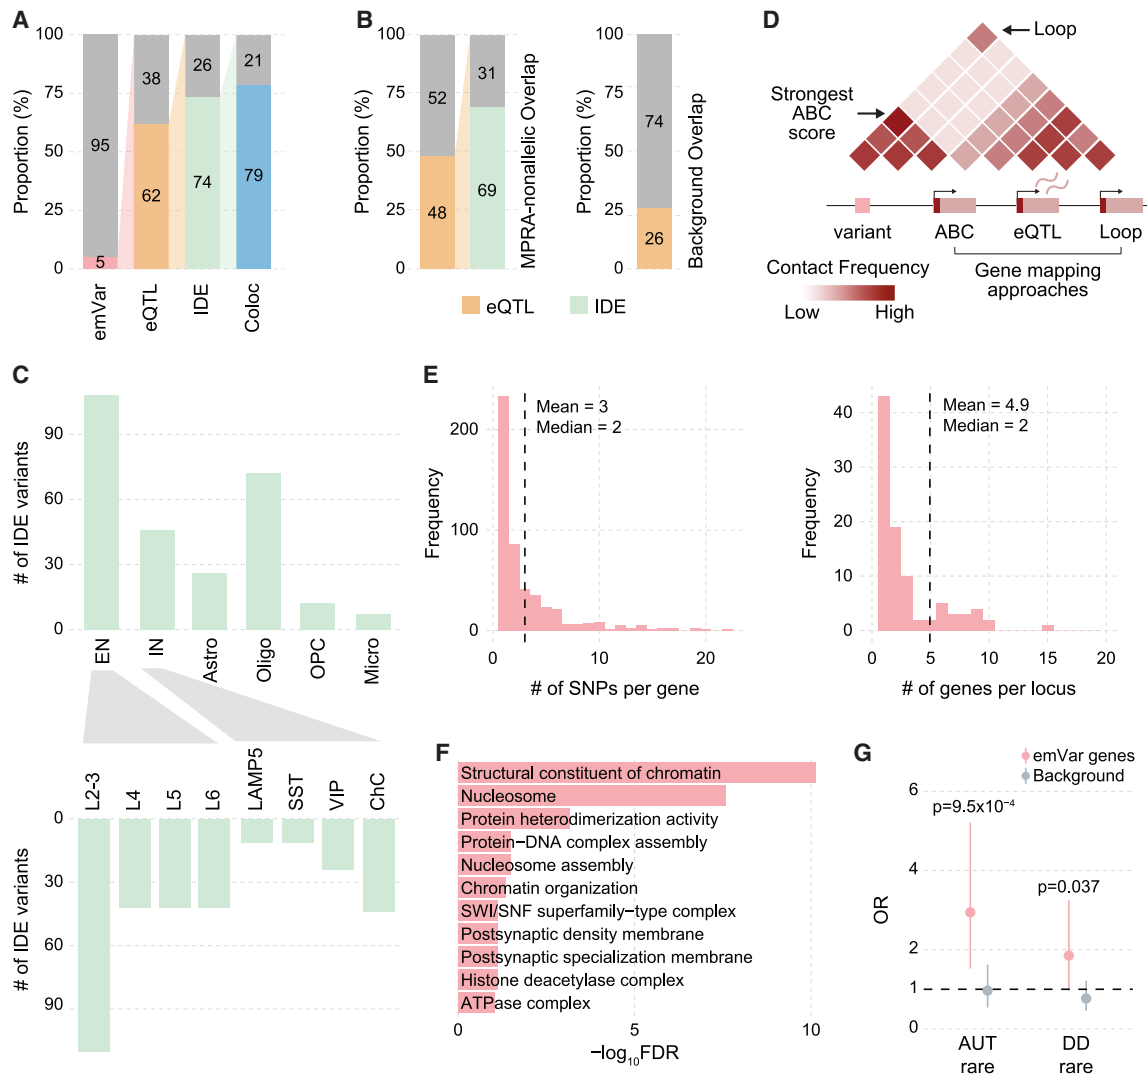 A
Proportion (%)
100
75
50
25
0
95
5
38
62
26
74
21
79
emVar
eQTL
IDE
Coloc
B
Proportion (%)
100
75
50
25
0
52
48
31
69
MPRA-nonallelic Overlap
100
75
50
25
0
74
26
Background Overlap
eQTL
IDE
D
Loop
Strongest
ABC
score
variant
ABC
eQTL
Loop
Contact Frequency
Low
High
Gene mapping
approaches
C
# of IDE variants
90
60
30
0
EN
IN
Astro
Oligo
OPC
Micro
L2-3
L4
L5
L6
LAMP5
SST
VIP
ChC
# of IDE variants
0
30
60
90
E
Frequency
200
100
0
Mean = 3
Median = 2
0
10
20
# of SNPs per gene
Frequency
40
30
20
10
0
Mean = 4.9
Median = 2
0
5
10
15
20
# of genes per locus
F
Structural constituent of chromatin
Nucleosome
Protein heterodimerization activity
Protein−DNA complex assembly
Nucleosome assembly
Chromatin organization
SWI/SNF superfamily−type complex
Postsynaptic density membrane
Postsynaptic specialization membrane
Histone deacetylase complex
ATPase complex
0
5
10
−log₁₀FDR
G
emVar genes
Background
OR
6
4
2
1
0
p=9.5x10⁻⁴
p=0.037
AUT
rare
DD
rare